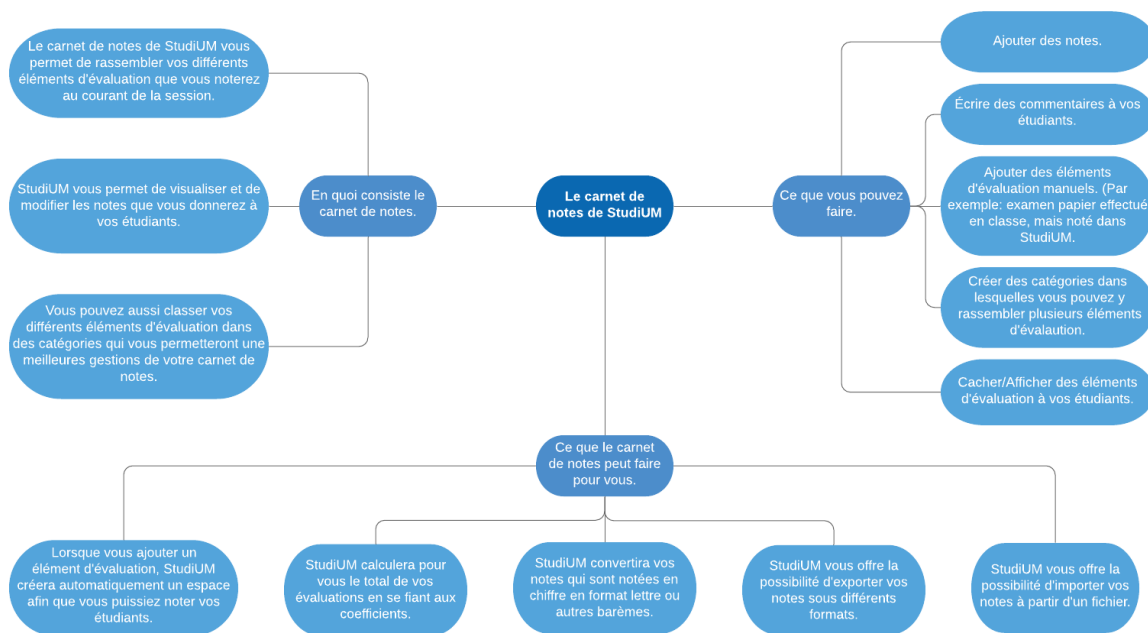 Le carnet de notes de StudiUM vous
permet de rassembler vos différents
éléments d'évaluation que vous noterez
au courant de la session.
StudiUM vous permet de visualiser et de
modifier les notes que vous donnerez à
vos étudiants.
Vous pouvez aussi classer vos
différents éléments d'évaluation dans
des catégories qui vous permetteront une
meilleures gestions de votre carnet de
notes.
En quoi consiste le
carnet de notes.
Le carnet de
notes de StudiUM
Ce que vous pouvez
faire.
Ajouter des notes.
Écrire des commentaires à vos
étudiants.
Ajouter des éléments
d'évaluation manuels. (Par
exemple: examen papier effectué
en classe, mais noté dans
StudiUM.
Créer des catégories dans
lesquelles vous pouvez y
rassembler plusieurs éléments
d'évalaution.
Cacher/Afficher des éléments
d'évaluation à vos étudiants.
Ce que le carnet
de notes peut faire
pour vous.
Lorsque vous ajouter un
élément d'évaluation, StudiUM
créera automatiquement un espace
afin que vous puissiez noter vos
étudiants.
StudiUM calculera pour
vous le total de vos
évaluations en se fiant aux
coefficients.
StudiUM convertira vos
notes qui sont notées en
chiffre en format lettre ou
autres barèmes.
StudiUM vous offre la
possibilité d'exporter vos
notes sous différents
formats.
StudiUM vous offre la
possibilité d'importer vos
notes à partir d'un fichier.